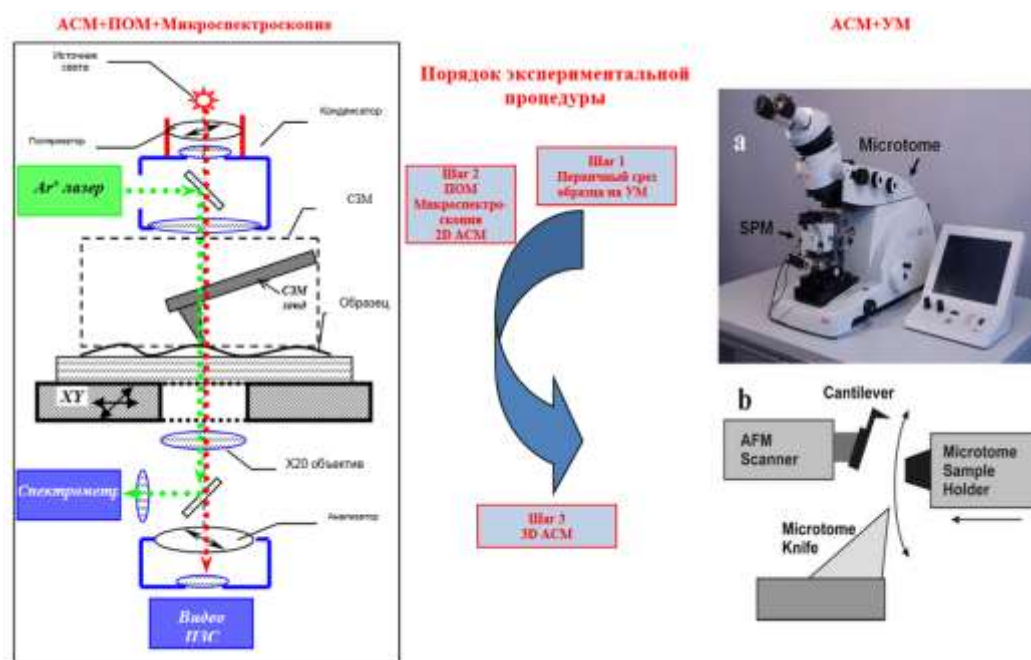 АСМ+ПОМ+Микроспектроскопия
Источник
света
Поляризатор
Конденсатор
Ar⁺ лазер
СЗМ
СЗМ
зонд
Образец
XY
X20 объектив
Спектрометр
Анализатор
Видео
ПЗС
Порядок экспериментальной
процедуры
Шаг 1
Первичный срез
образца на УМ
Шаг 2
ПОМ
Микроспектро-
скопия
2D АСМ
Шаг 3
3D АСМ
АСМ+УМ
a
Microtome
SPM
b
Cantilever
AFM
Scanner
Microtome
Sample
Holder
Microtome
Knife